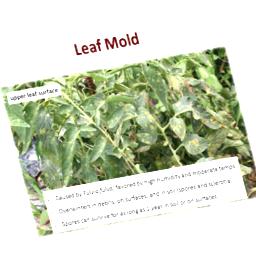 Leaf Mold
upper leaf surface
Caused by Fulvia fulva, favored by high humidity and moderate temps
Overwinters in debris, on surfaces, and in soil (spores and sclerotia)
Spores can survive for as long as 1 year in soil or on surfaces